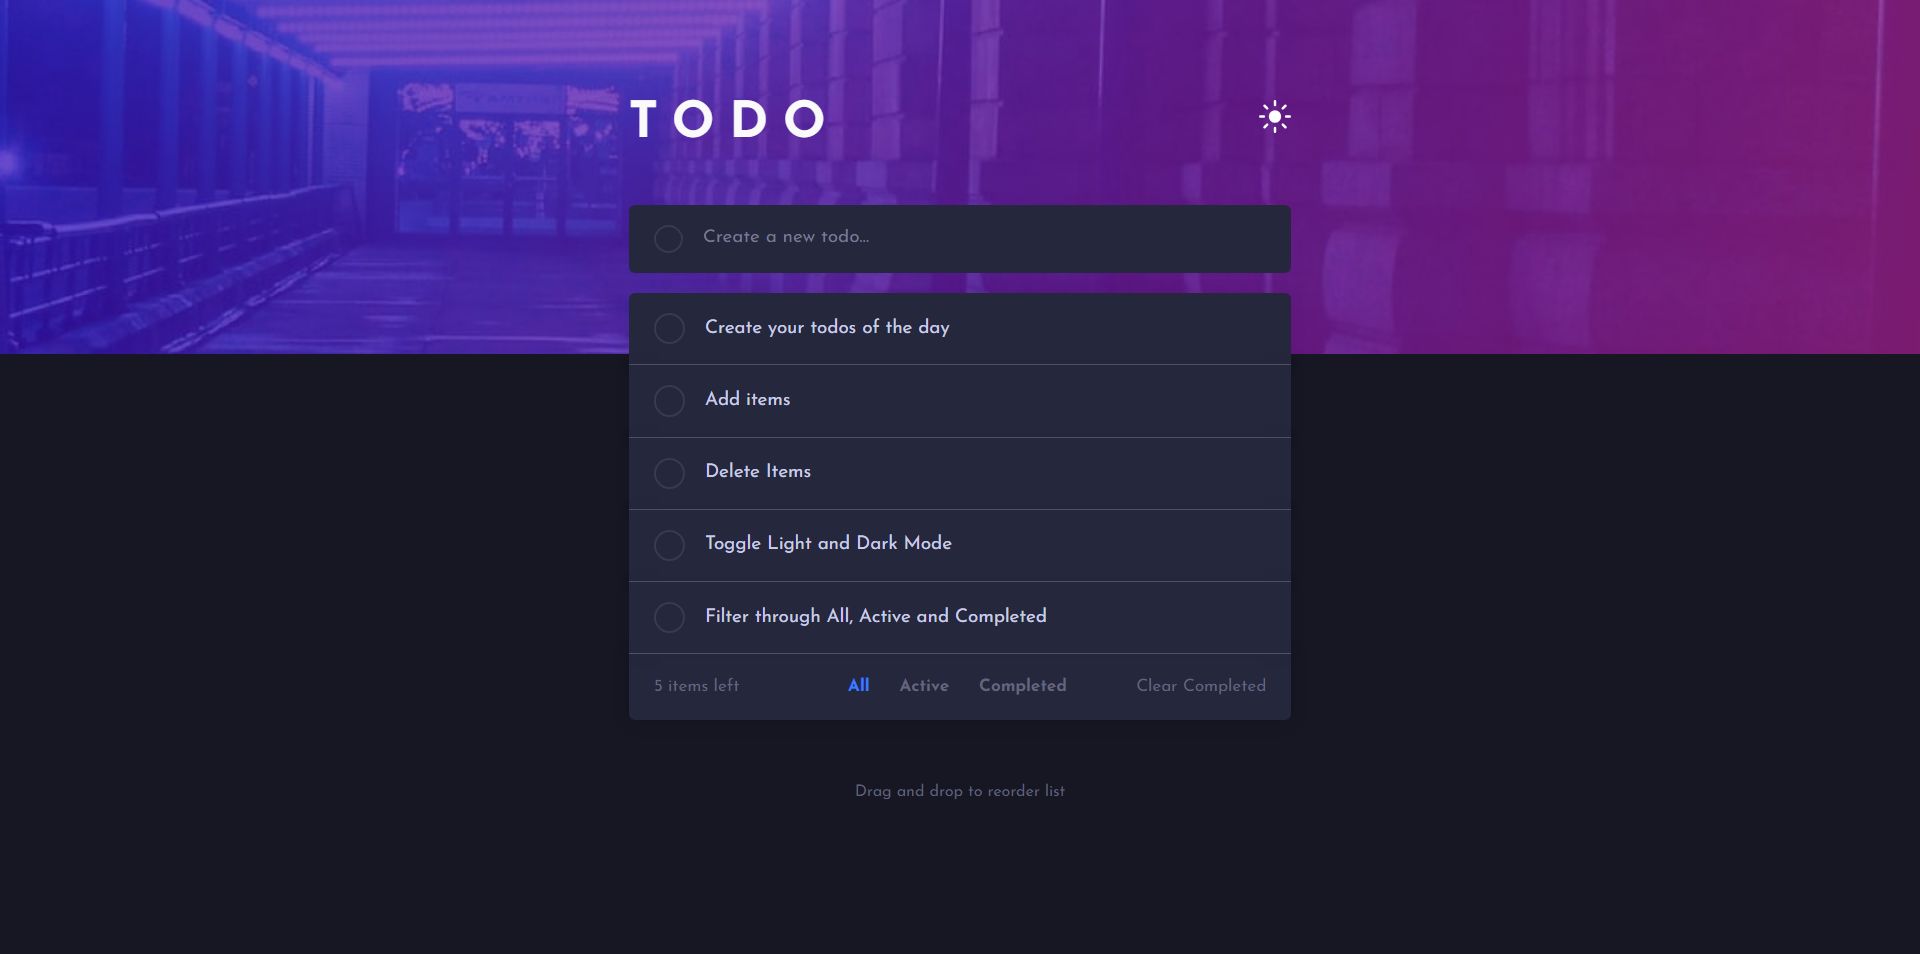 TODO
Create a new todo...
Create your todos of the day
Add items
Delete Items
Toggle Light and Dark Mode
Filter through All, Active and Completed
5 items left All Active Completed Clear Completed
Drag and drop to reorder list